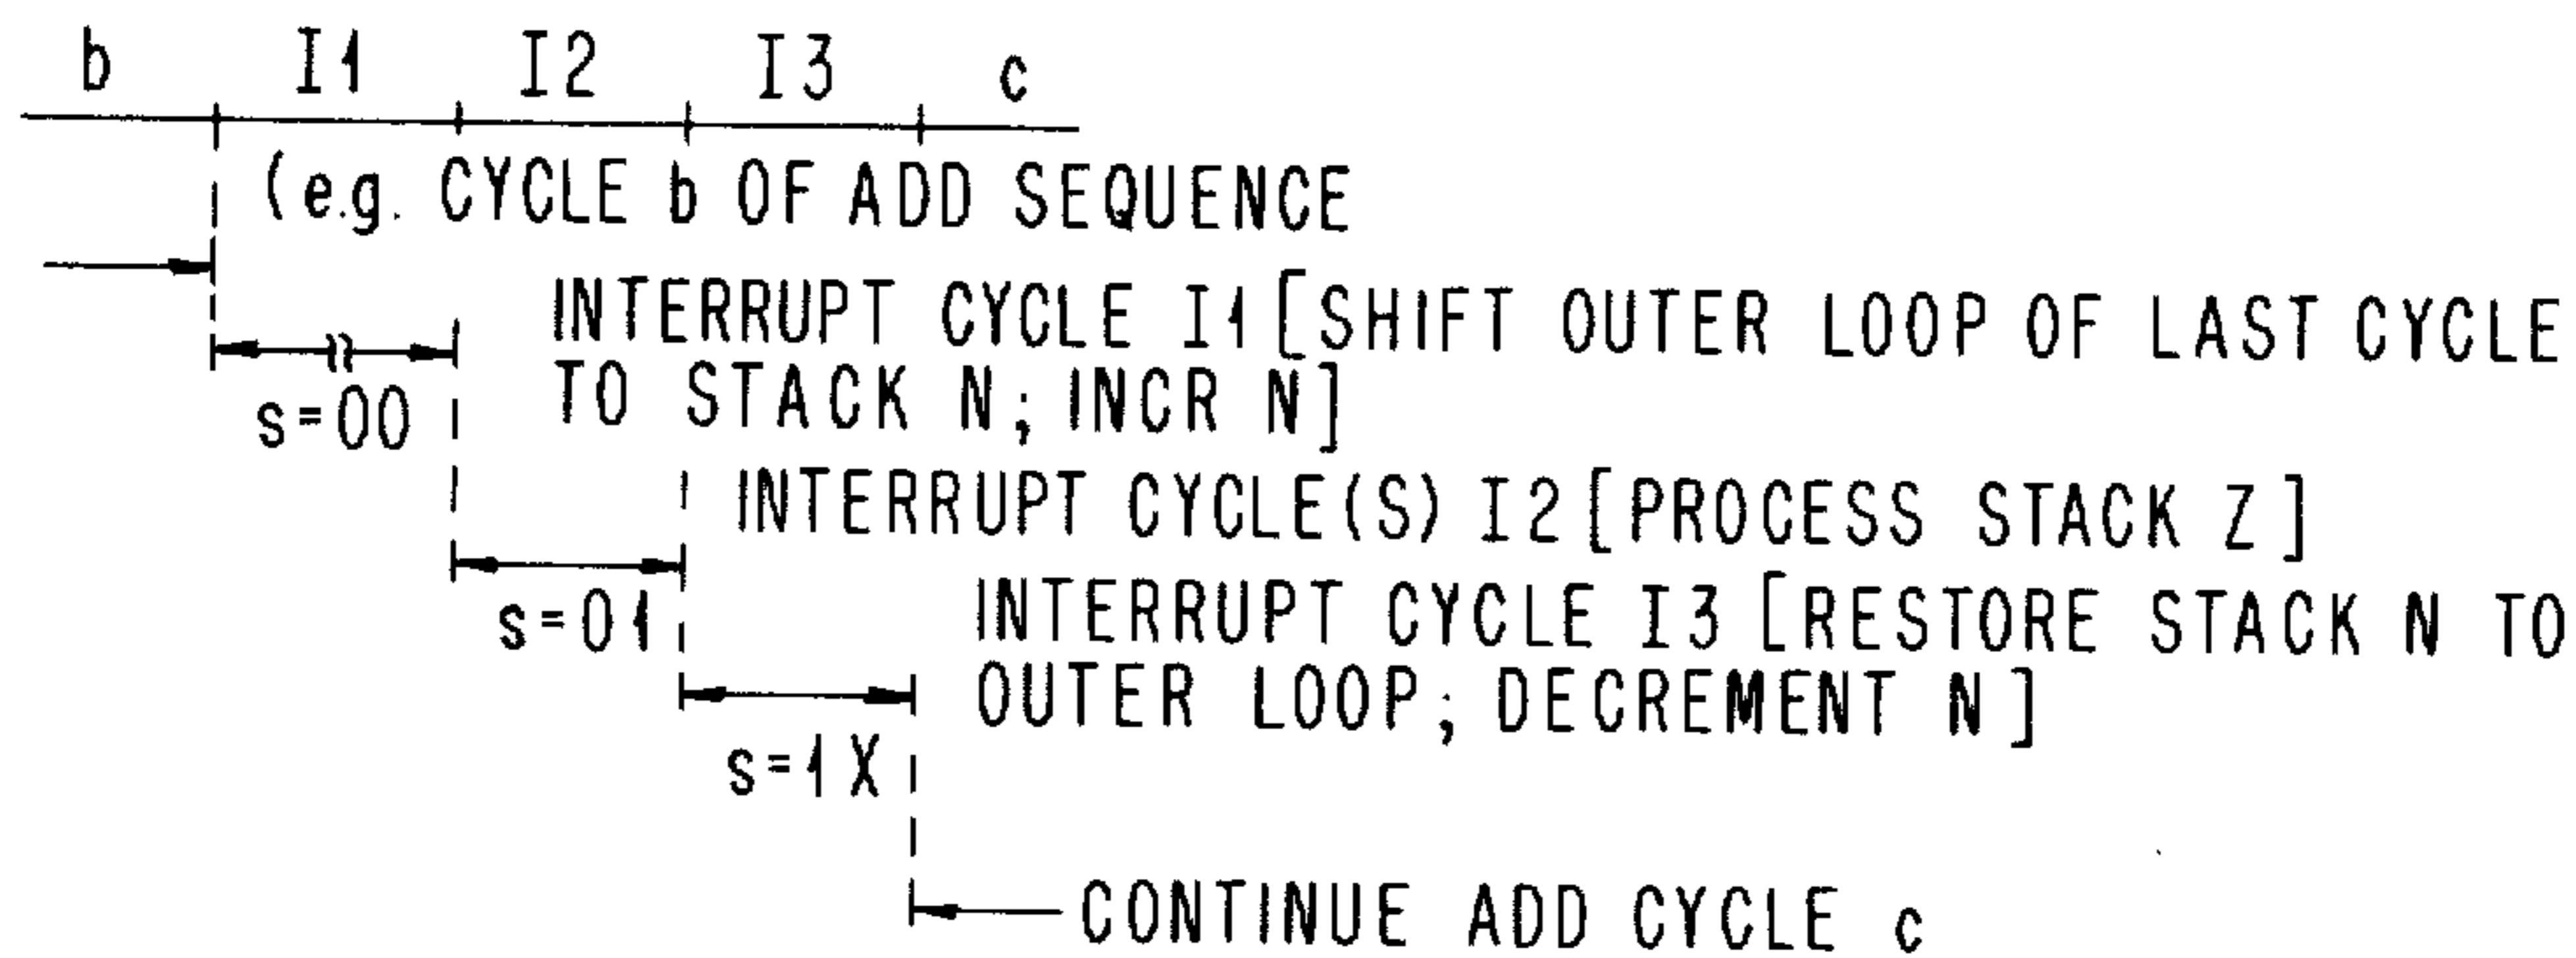 b I1 I2 I3 c
(e.g. CYCLE b OF ADD SEQUENCE
INTERRUPT CYCLE I1 [SHIFT OUTER LOOP OF LAST CYCLE
TO STACK N; INCR N]
s=00
INTERRUPT CYCLE(S) I2 [PROCESS STACK Z]
s=01
INTERRUPT CYCLE I3 [RESTORE STACK N TO
OUTER LOOP; DECREMENT N]
s=1X
CONTINUE ADD CYCLE c